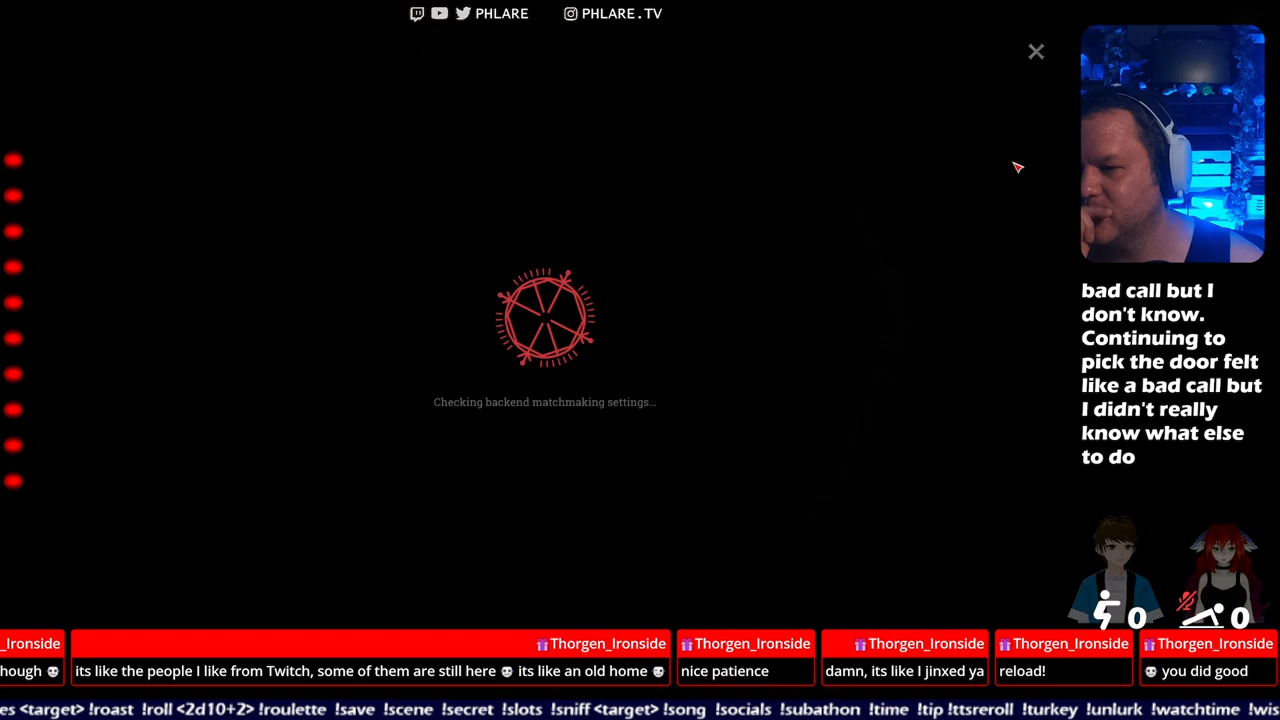 PHLARE PHLARE.TV
Checking backend matchmaking settings...
bad call but I
don't know.
Continuing to
pick the door felt
like a bad call but
I didn't really
know what else
to do
0 0
_Ironside Thorgen_Ironside Thorgen_Ironside Thorgen_Ironside Thorgen_Ironside Thorgen_Ironside
hough its like the people I like from Twitch, some of them are still here its like an old home nice patience damn, its like I jinxed ya reload! you did good
es <target> !roast !roll <2d10+2> !roulette !save !scene !secret !slots !sniff <target> !song !socials !subathon !time !tip !ttsreroll !turkey !unlurk !watchtime !wis